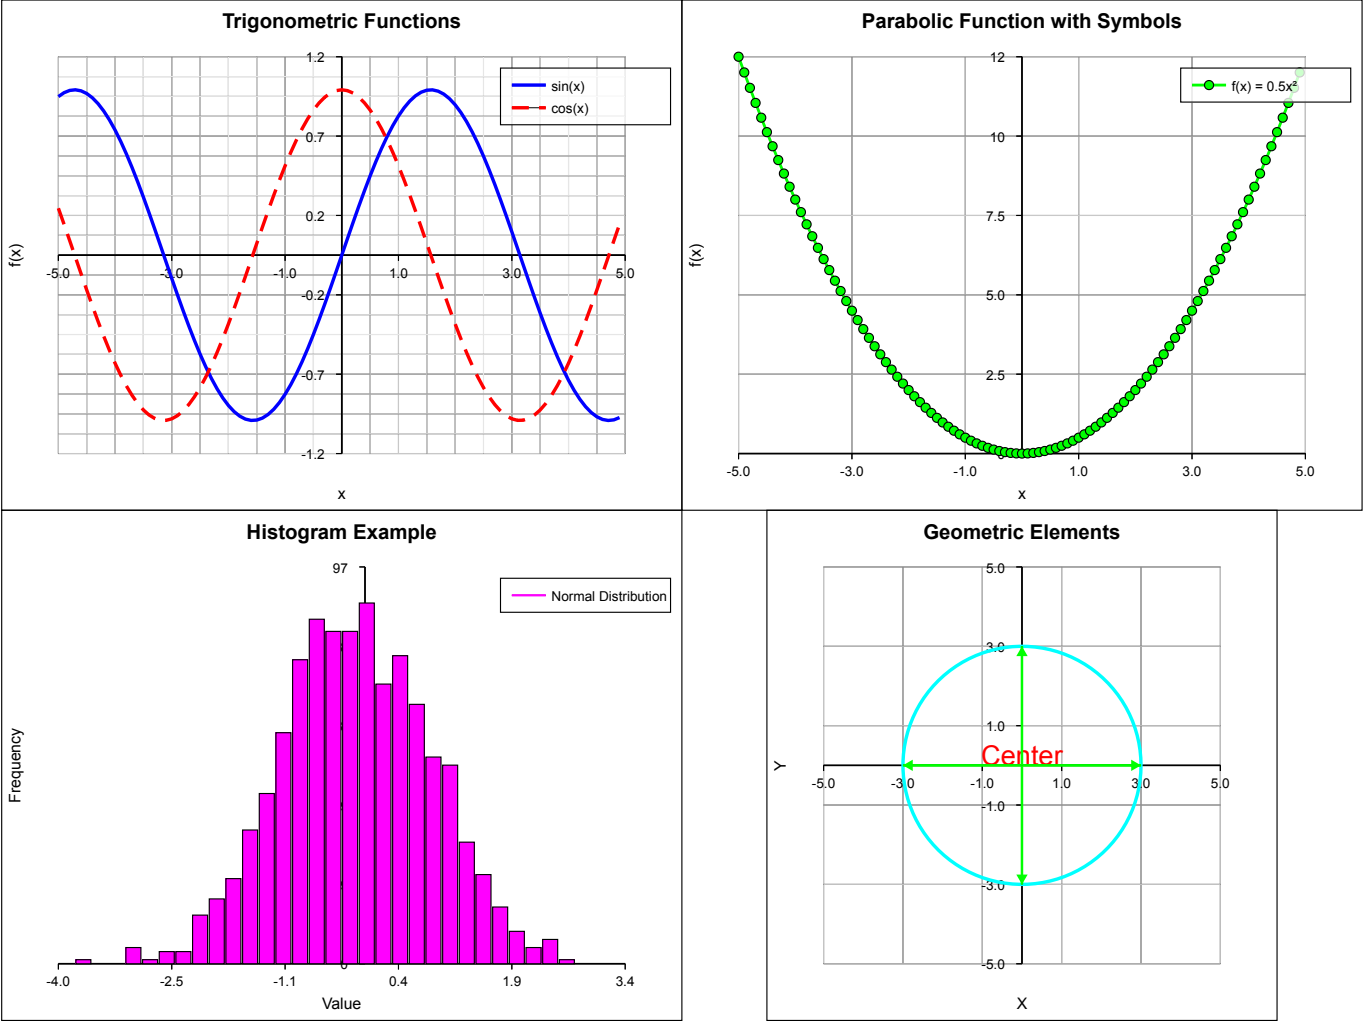 Trigonometric Functions
1.2
sin(x)
cos(x)
0.7
0.2
f(x)
-5.0 -3.0 -1.0 1.0 3.0 5.0
-0.2
-0.7
-1.2
x
Parabolic Function with Symbols
12
f(x) = 0.5x²
10
7.5
f(x)
5.0
2.5
-5.0 -3.0 -1.0 1.0 3.0 5.0
x
Histogram Example
97
Normal Distribution
Frequency
-4.0 -2.5 -1.1 0.4 1.9 3.4
Value
Geometric Elements
5.0
3.0
1.0
Center
Y
-5.0 -3.0 -1.0 1.0 3.0 5.0
-1.0
-3.0
-5.0
X